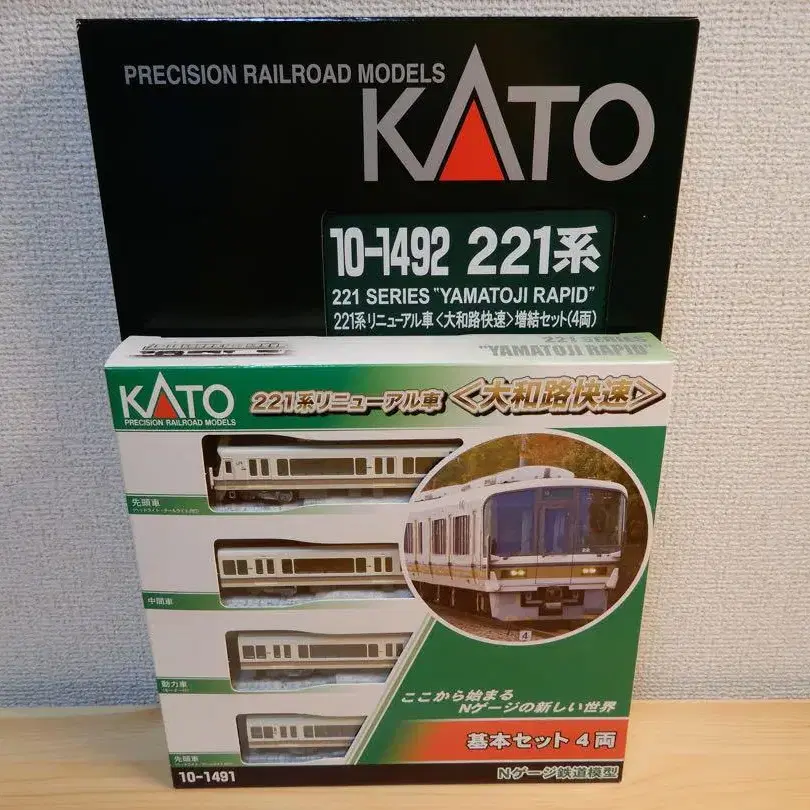 PRECISION RAILROAD MODELS
KATO
10-1492 221系
221 SERIES "YAMATOJI RAPID"
221系リニューアル車〈大和路快速〉増結セット(4両)
221 SERIES
"YAMATOJI RAPID"
KATO
PRECISION RAILROAD MODELS
221系リニューアル車〈大和路快速〉
先頭車
中間車
動力車
先頭車
4
ここから始まる
Nゲージの新しい世界
基本セット 4両
10-1491
Nゲージ鉄道模型